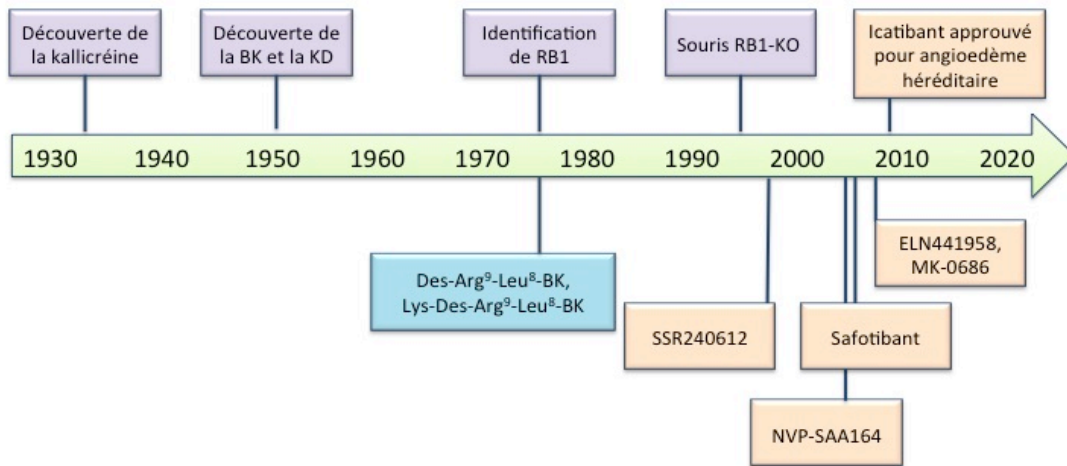 Découverte de
la kallicréine
Découverte de
la BK et la KD
Identification
de RB1
Souris RB1-KO
Icatibant approuvé
pour angioedème
héréditaire
1930 1940 1950 1960 1970 1980 1990 2000 2010 2020
Des-Arg⁹-Leu⁸-BK,
Lys-Des-Arg⁹-Leu⁸-BK
SSR240612
ELN441958,
MK-0686
Safotibant
NVP-SAA164